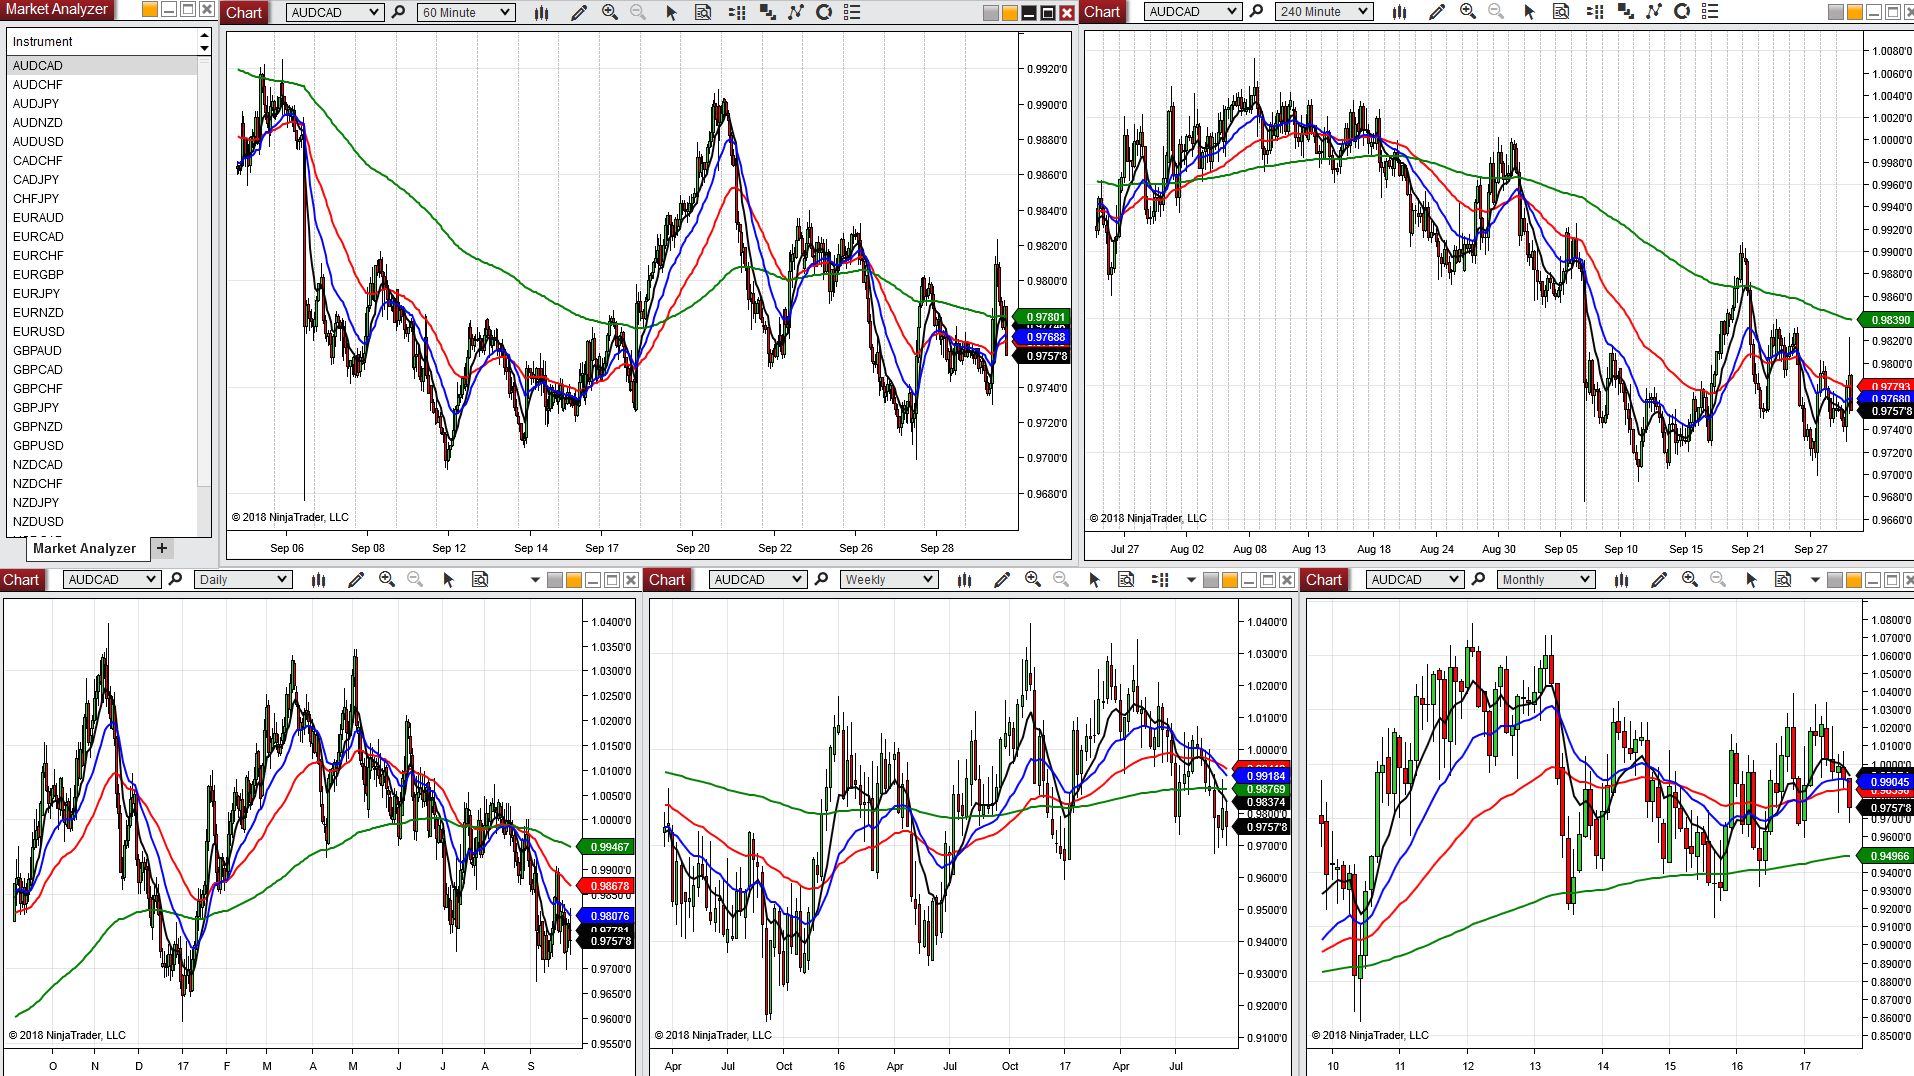 Market Analyzer
Instrument
AUDCAD
AUDCHF
AUDJPY
AUDNZD
AUDUSD
CADCHF
CADJPY
CHFJPY
EURAUD
EURCAD
EURCHF
EURGBP
EURJPY
EURNZD
EURUSD
GBPAUD
GBPCAD
GBPCHF
GBPJPY
GBPNZD
GBPUSD
NZDCAD
NZDCHF
NZDJPY
NZDUSD
Market Analyzer +
Chart AUDCAD 60 Minute
0.9920'0
0.9900'0
0.9880'0
0.9860'0
0.9840'0
0.9820'0
0.9800'0
0.97801
0.97688
0.9757'8
0.9740'0
0.9720'0
0.9700'0
0.9680'0
© 2018 NinjaTrader, LLC
Sep 06 Sep 08 Sep 12 Sep 14 Sep 17 Sep 20 Sep 22 Sep 26 Sep 28
Chart AUDCAD 240 Minute
1.0080'0
1.0060'0
1.0040'0
1.0020'0
1.0000'0
0.9980'0
0.9960'0
0.9940'0
0.9920'0
0.9900'0
0.9880'0
0.9860'0
0.98390
0.9820'0
0.9800'0
0.97793
0.97680
0.9757'8
0.9740'0
0.9720'0
0.9700'0
0.9680'0
0.9660'0
© 2018 NinjaTrader, LLC
Jul 27 Aug 02 Aug 08 Aug 13 Aug 18 Aug 24 Aug 30 Sep 05 Sep 10 Sep 15 Sep 21 Sep 27
Chart AUDCAD Daily
1.0400'0
1.0350'0
1.0300'0
1.0250'0
1.0200'0
1.0150'0
1.0100'0
1.0050'0
1.0000'0
0.99467
0.9900'0
0.98678
0.9850'0
0.98076
0.97781
0.9757'8
0.9700'0
0.9650'0
0.9600'0
0.9550'0
© 2018 NinjaTrader, LLC
O N D 17 F M A M J J A S
Chart AUDCAD Weekly
1.0400'0
1.0300'0
1.0200'0
1.0100'0
1.0000'0
0.99184
0.98769
0.98374
0.9800'0
0.9757'8
0.9700'0
0.9600'0
0.9500'0
0.9400'0
0.9300'0
0.9200'0
0.9100'0
© 2018 NinjaTrader, LLC
Apr Jul Oct 16 Apr Jul Oct 17 Apr Jul
Chart AUDCAD Monthly
1.0800'0
1.0700'0
1.0600'0
1.0500'0
1.0400'0
1.0300'0
1.0200'0
1.0100'0
1.0000'0
0.99045
0.9757'8
0.9700'0
0.9600'0
0.94966
0.9400'0
0.9300'0
0.9200'0
0.9100'0
0.9000'0
0.8900'0
0.8800'0
0.8700'0
0.8600'0
0.8500'0
© 2018 NinjaTrader, LLC
10 11 12 13 14 15 16 17